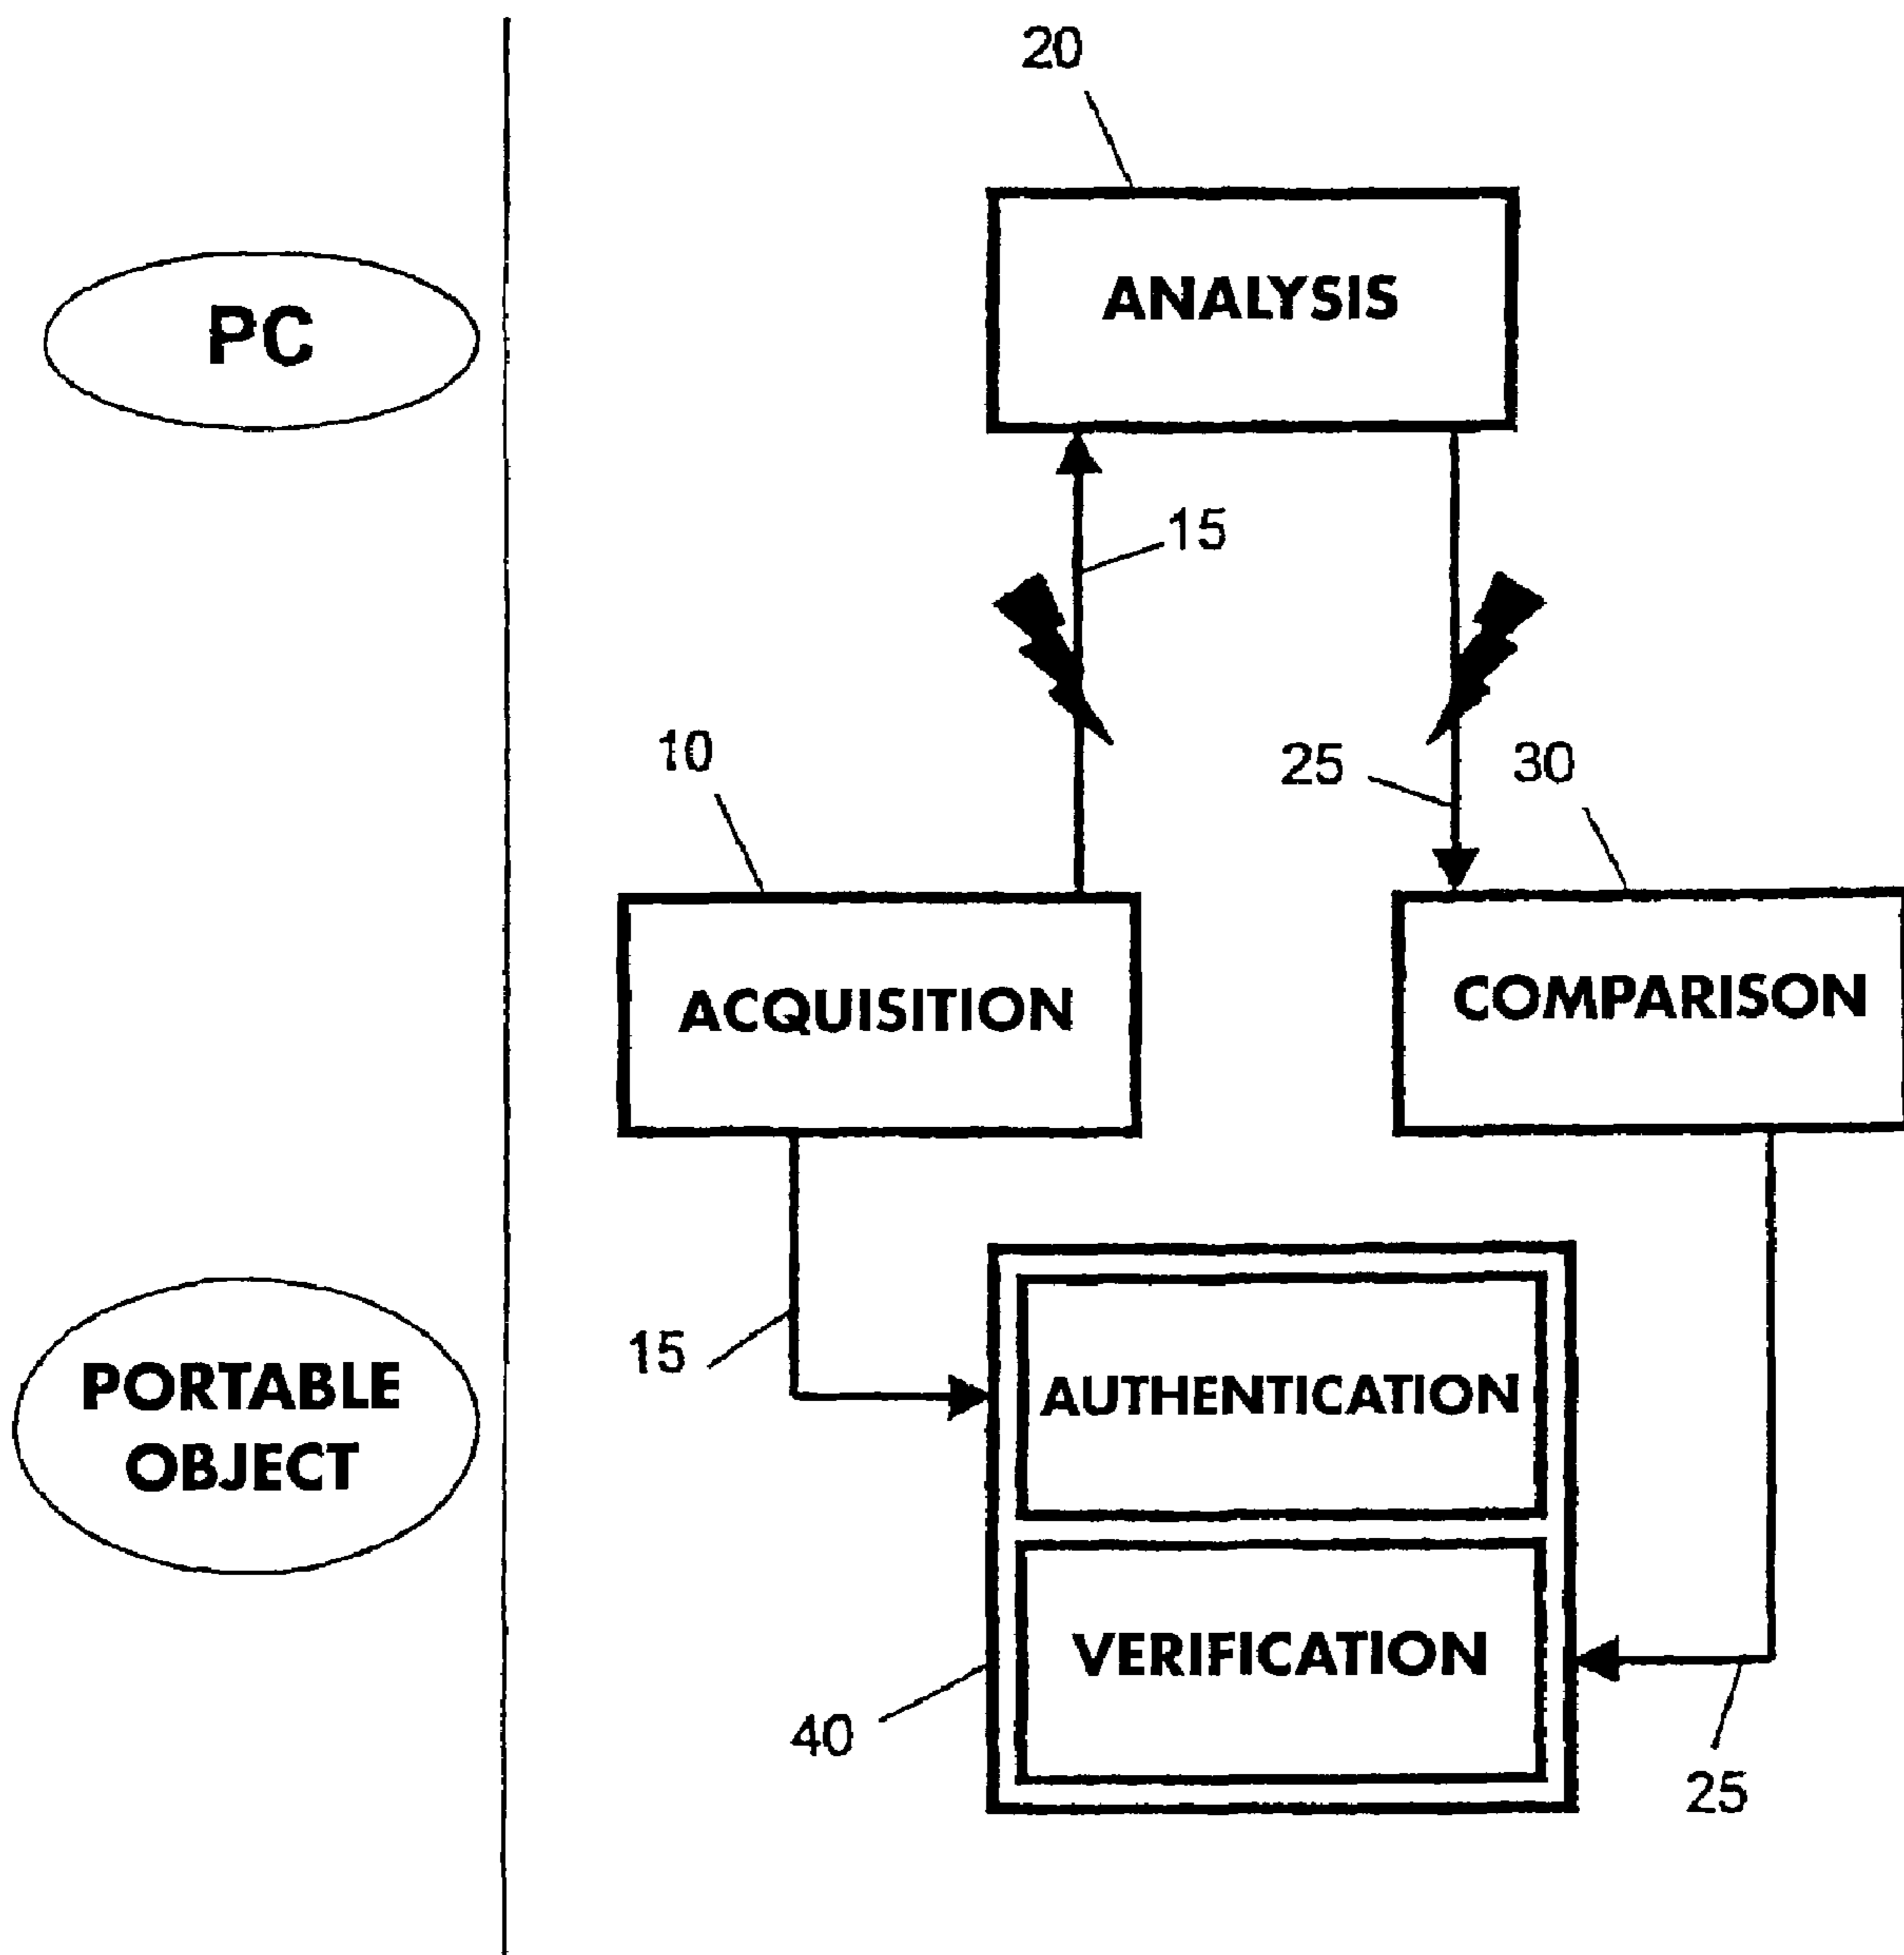 20
ANALYSIS
PC
15
10
25
30
ACQUISITION
COMPARISON
15
AUTHENTICATION
PORTABLE
OBJECT
VERIFICATION
40
25